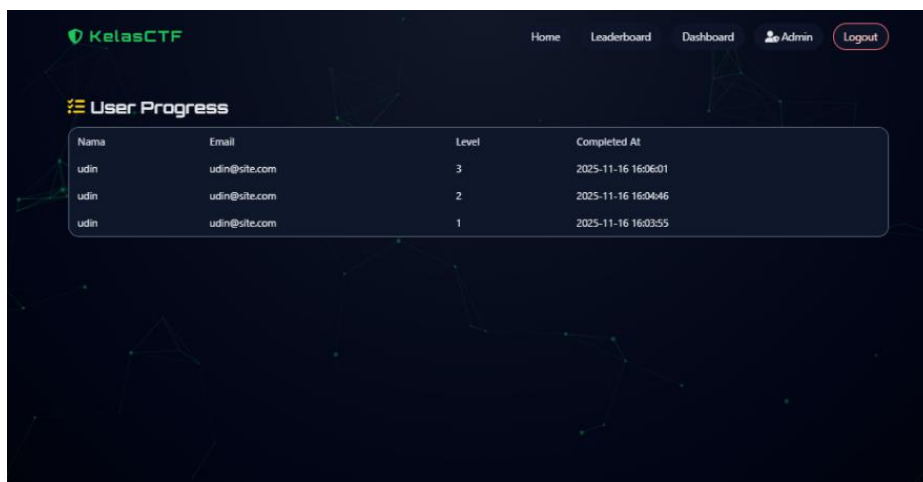 KelasCTF Home Leaderboard Dashboard Admin Logout
User Progress
Nama Email Level Completed At
udin udin@site.com 3 2025-11-16 16:06:01
udin udin@site.com 2 2025-11-16 16:04:46
udin udin@site.com 1 2025-11-16 16:03:55